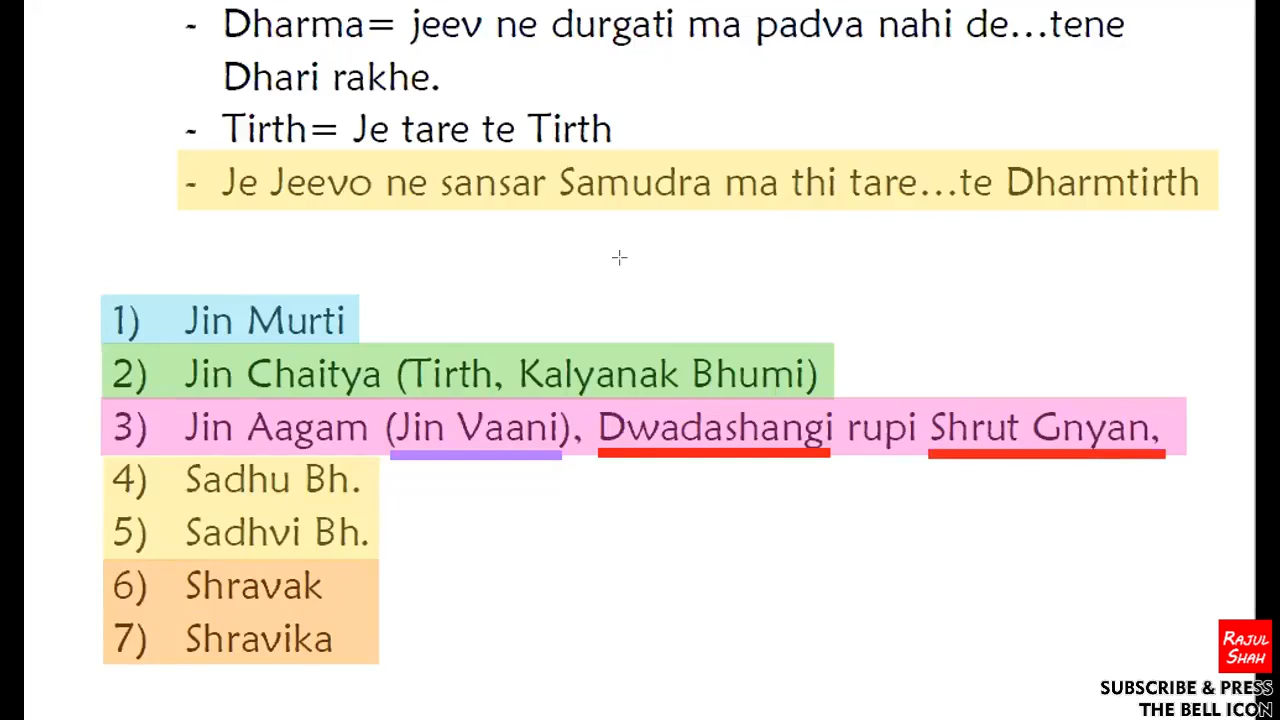 - Dharma= jeev ne durgati ma padva nahi de...tene
Dhari rakhe.
- Tirth= Je tare te Tirth
- Je Jeevo ne sansar Samudra ma thi tare...te Dharmtirth
1) Jin Murti
2) Jin Chaitya (Tirth, Kalyanak Bhumi)
3) Jin Aagam (Jin Vaani), Dwadashangi rupi Shrut Gnyan,
4) Sadhu Bh.
5) Sadhvi Bh.
6) Shravak
7) Shravika
RAJUL
SHAH
SUBSCRIBE & PRESS
THE BELL ICON